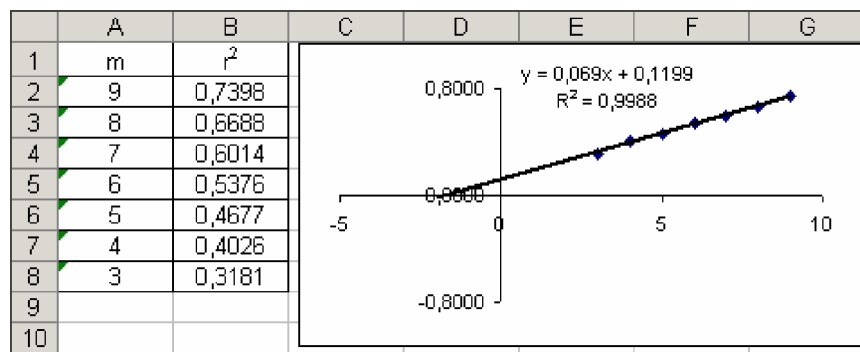 A B C D E F G
1 m r²
2 9 0,7398
3 8 0,6688
4 7 0,6014
5 6 0,5376
6 5 0,4677
7 4 0,4026
8 3 0,3181
9
10
y = 0,069x + 0,1199
R² = 0,9988
0,8000
0,0000
-5 0 5 10
-0,8000